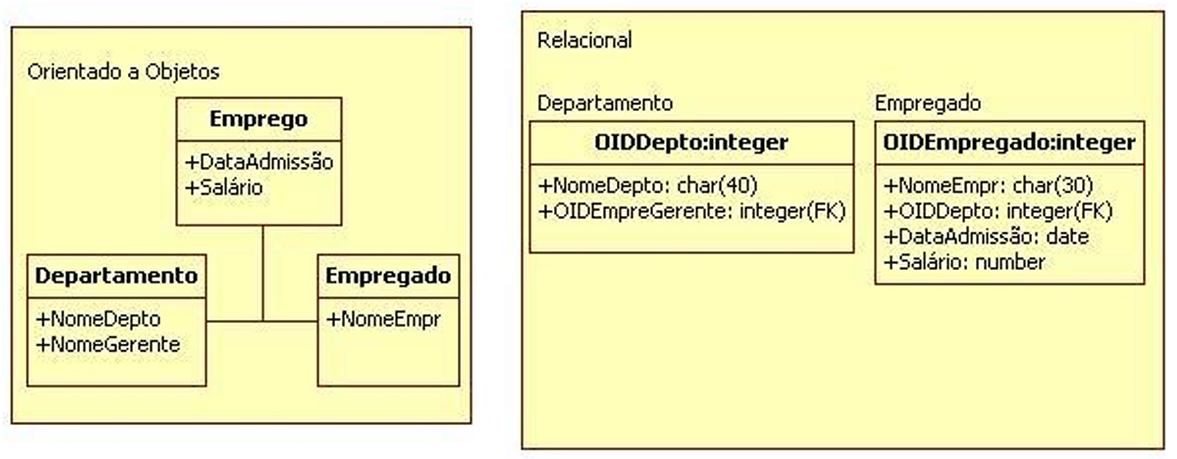 Orientado a Objetos
Emprego
+DataAdmissão
+Salário
Departamento
+NomeDepto
+NomeGerente
Empregado
+NomeEmpr
Relacional
Departamento
OIDDepto:integer
+NomeDepto: char(40)
+OIDEmpreGerente: integer(FK)
Empregado
OIDEmpregado:integer
+NomeEmpr: char(30)
+OIDDepto: integer(FK)
+DataAdmissão: date
+Salário: number